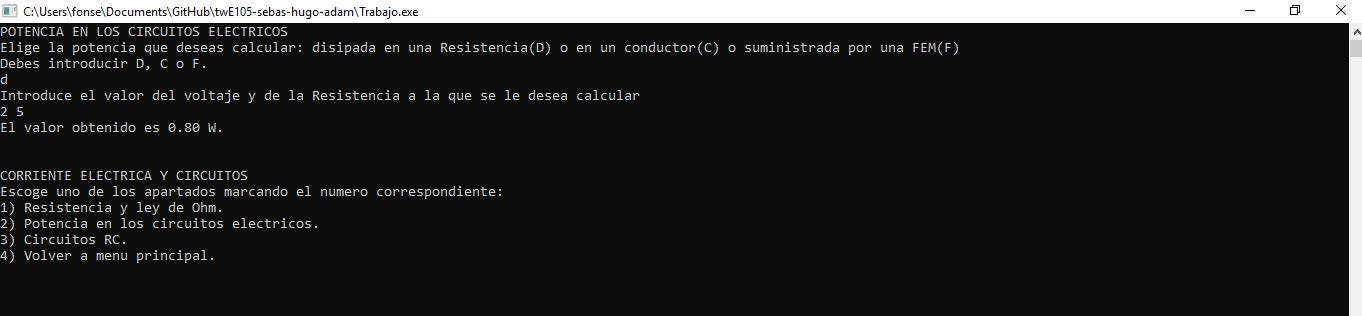 C:\Users\fonse\Documents\GitHub\twE105-sebas-hugo-adam\Trabajo.exe
POTENCIA EN LOS CIRCUITOS ELECTRICOS
Elige la potencia que deseas calcular: disipada en una Resistencia(D) o en un conductor(C) o suministrada por una FEM(F)
Debes introducir D, C o F.
d
Introduce el valor del voltaje y de la Resistencia a la que se le desea calcular
2 5
El valor obtenido es 0.80 W.
CORRIENTE ELECTRICA Y CIRCUITOS
Escoge uno de los apartados marcando el numero correspondiente:
1) Resistencia y ley de Ohm.
2) Potencia en los circuitos electricos.
3) Circuitos RC.
4) Volver a menu principal.